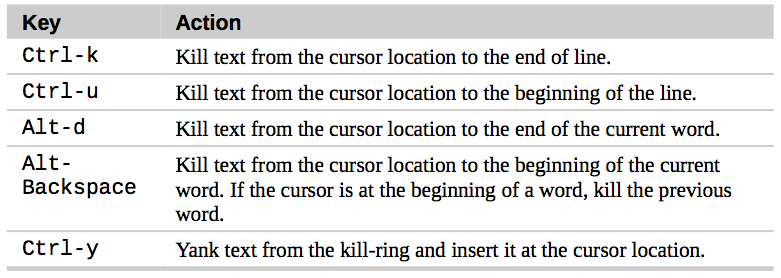 Key Action
Ctrl-k Kill text from the cursor location to the end of line.
Ctrl-u Kill text from the cursor location to the beginning of the line.
Alt-d Kill text from the cursor location to the end of the current word.
Alt- Kill text from the cursor location to the beginning of the current
Backspace word. If the cursor is at the beginning of a word, kill the previous
word.
Ctrl-y Yank text from the kill-ring and insert it at the cursor location.